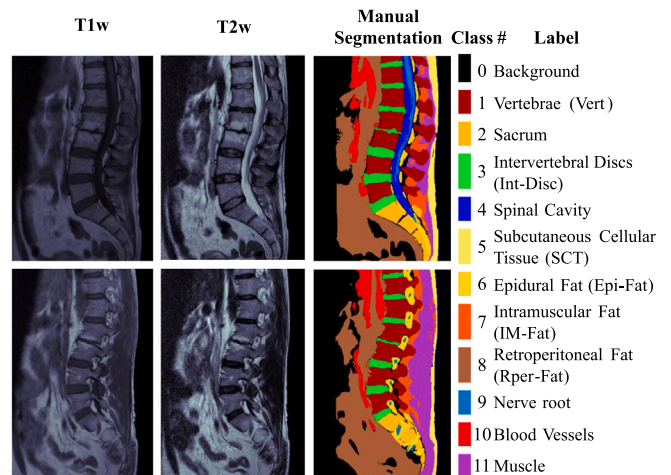 T1w T2w Manual Segmentation Class # Label
0 Background
1 Vertebrae (Vert)
2 Sacrum
3 Intervertebral Discs
(Int-Disc)
4 Spinal Cavity
5 Subcutaneous Cellular
Tissue (SCT)
6 Epidural Fat (Epi-Fat)
7 Intramuscular Fat
(IM-Fat)
8 Retroperitoneal Fat
(Rper-Fat)
9 Nerve root
10 Blood Vessels
11 Muscle